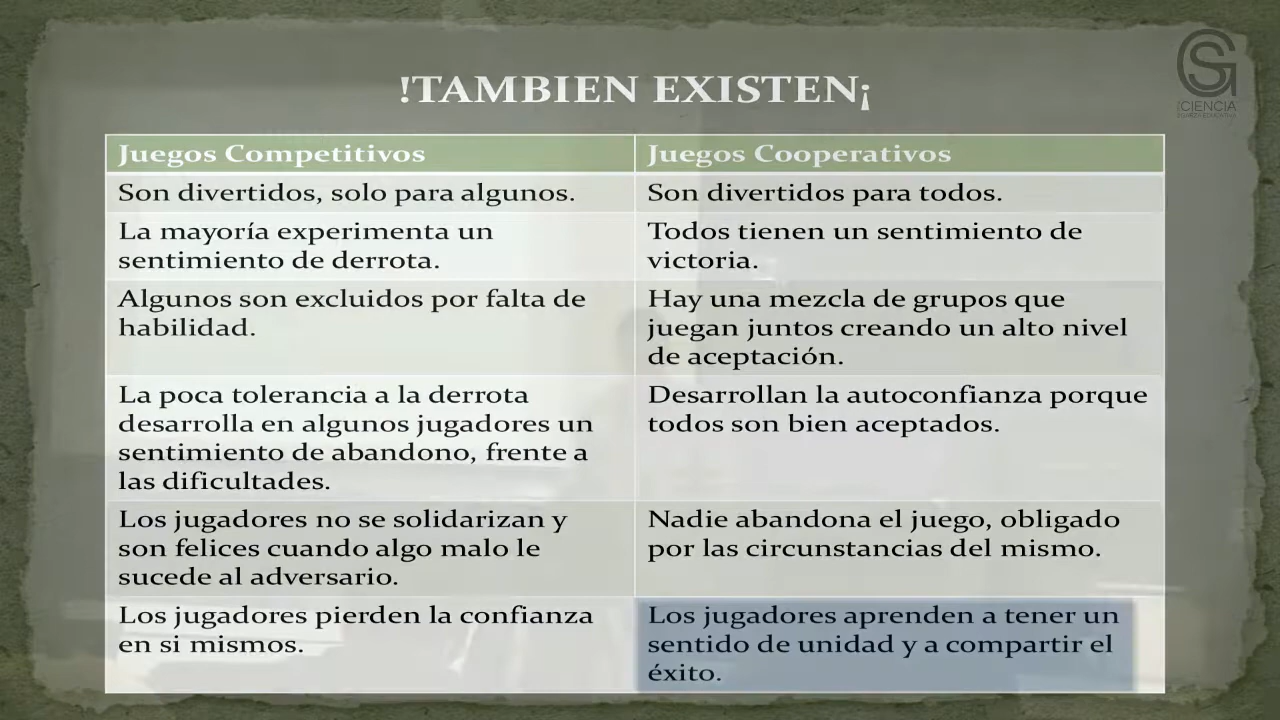 !TAMBIEN EXISTEN¡
CIENCIA
Juegos Competitivos
Juegos Cooperativos
Son divertidos, solo para algunos.
Son divertidos para todos.
La mayoría experimenta un
sentimiento de derrota.
Todos tienen un sentimiento de
victoria.
Algunos son excluidos por falta de
habilidad.
Hay una mezcla de grupos que
juegan juntos creando un alto nivel
de aceptación.
La poca tolerancia a la derrota
desarrolla en algunos jugadores un
sentimiento de abandono, frente a
las dificultades.
Desarrollan la autoconfianza porque
todos son bien aceptados.
Los jugadores no se solidarizan y
son felices cuando algo malo le
sucede al adversario.
Nadie abandona el juego, obligado
por las circunstancias del mismo.
Los jugadores pierden la confianza
en si mismos.
Los jugadores aprenden a tener un
sentido de unidad y a compartir el
éxito.